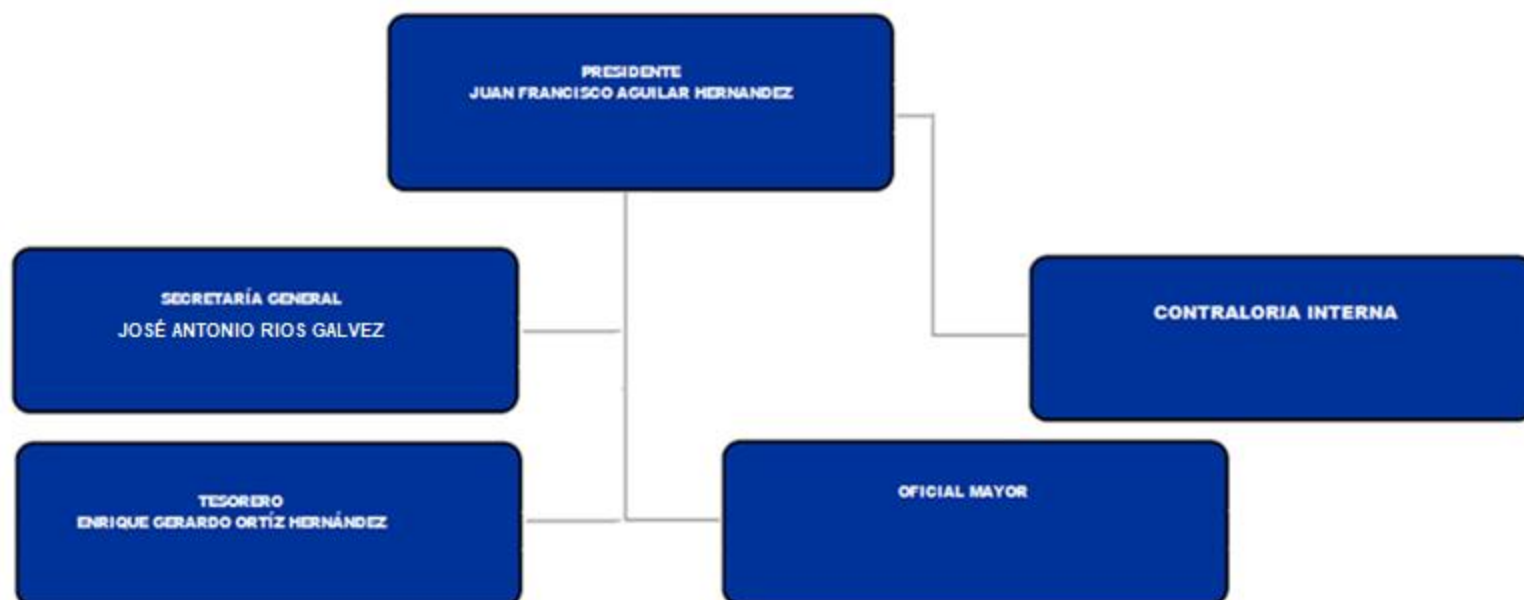 PRESIDENTE
JUAN FRANCISCO AGUILAR HERNANDEZ
SECRETARÍA GENERAL
JOSÉ ANTONIO RIOS GALVEZ
CONTRALORIA INTERNA
TESORERO
ENRIQUE GERARDO ORTÍZ HERNÁNDEZ
OFICIAL MAYOR